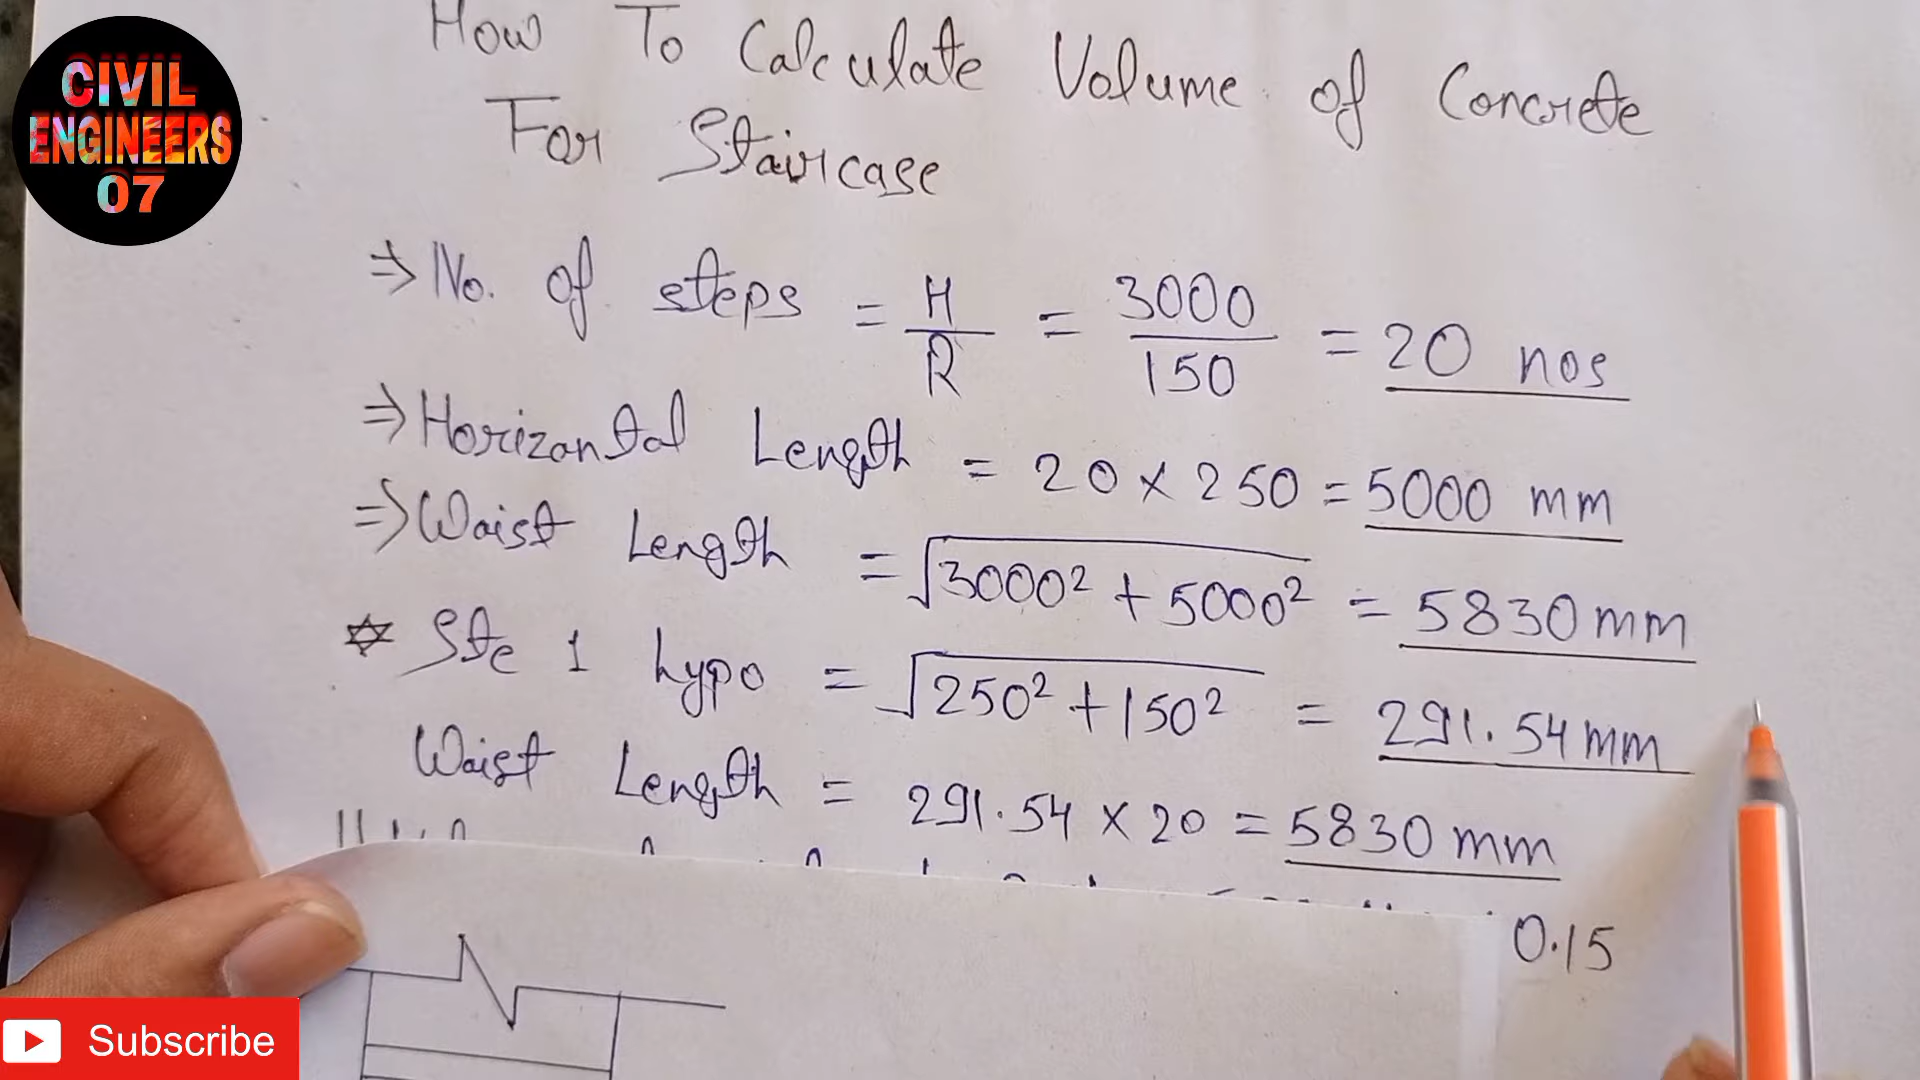 CIVIL
ENGINEERS
07
How To Calculate Volume of Concrete
For Staircase
⇒ No. of steps = H/R = 3000/150 = 20 nos
⇒ Horizantal Length = 20 × 250 = 5000 mm
⇒ Waist Length = √3000² + 5000² = 5830 mm
✡ Ste 1 hypo = √250² + 150² = 291.54 mm
Waist Length = 291.54 × 20 = 5830 mm
0.15
Subscribe